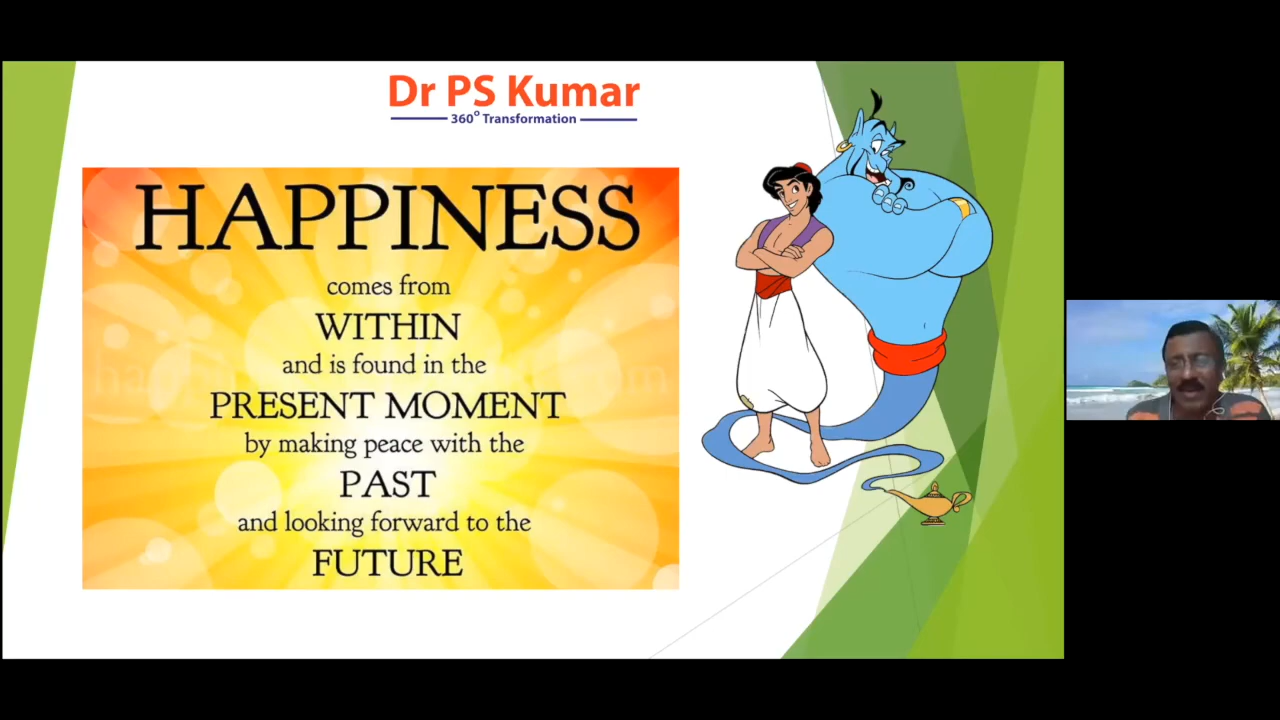 Dr PS Kumar
360° Transformation
HAPPINESS
comes from
WITHIN
and is found in the
PRESENT MOMENT
by making peace with the
PAST
and looking forward to the
FUTURE